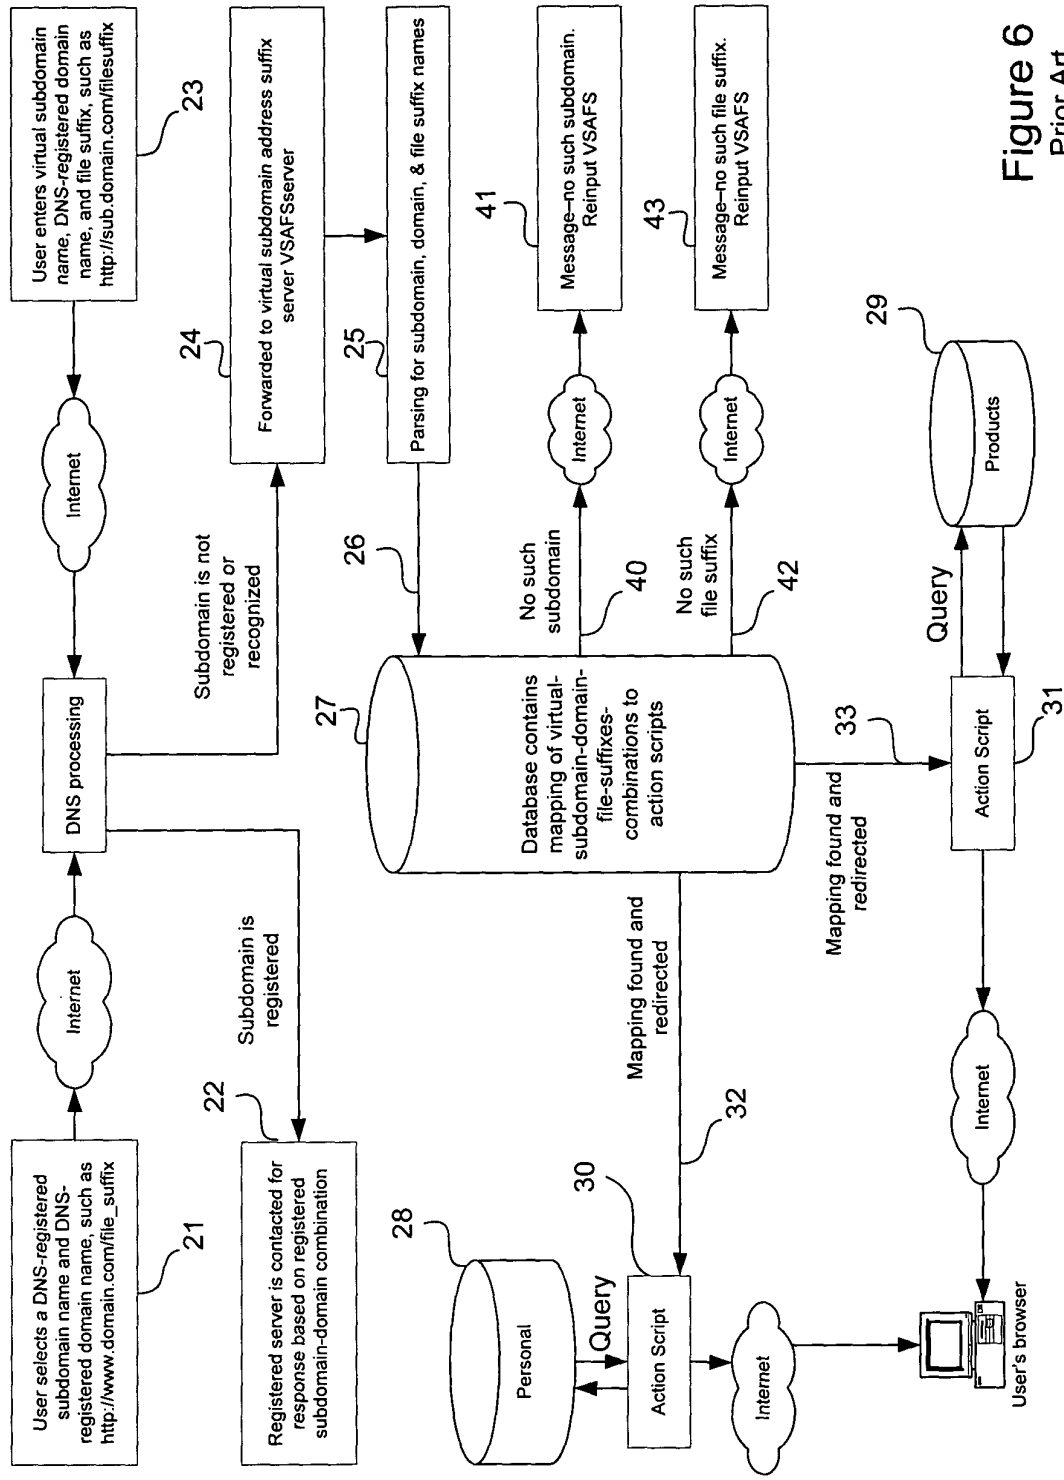 User selects a DNS-registered
subdomain name and DNS-
registered domain name, such as
http://www.domain.com/file_suffix
21
Internet
DNS processing
Internet
User enters virtual subdomain
name, DNS-registered domain
name, and file suffix, such as
http://sub.domain.com/filesuffix
23
Subdomain is
registered
Subdomain is not
registered or
recognized
22
Registered server is contacted for
response based on registered
subdomain-domain combination
24
Forwarded to virtual subdomain address suffix
server VSAFSserver
25
Parsing for subdomain, domain, & file suffix names
26
27
Database contains
mapping of virtual-
subdomain-domain-
file-suffixes-
combinations to
action scripts
No such
subdomain
40
Internet
41
Message–no such subdomain.
Reinput VSAFS
No such
file suffix
42
Internet
43
Message–no such file suffix.
Reinput VSAFS
Mapping found and
redirected
32
28
Personal
Query
30
Action Script
Internet
Mapping found and
redirected
33
Query
29
Products
Action Script
31
Internet
User's browser
Figure 6
Prior Art